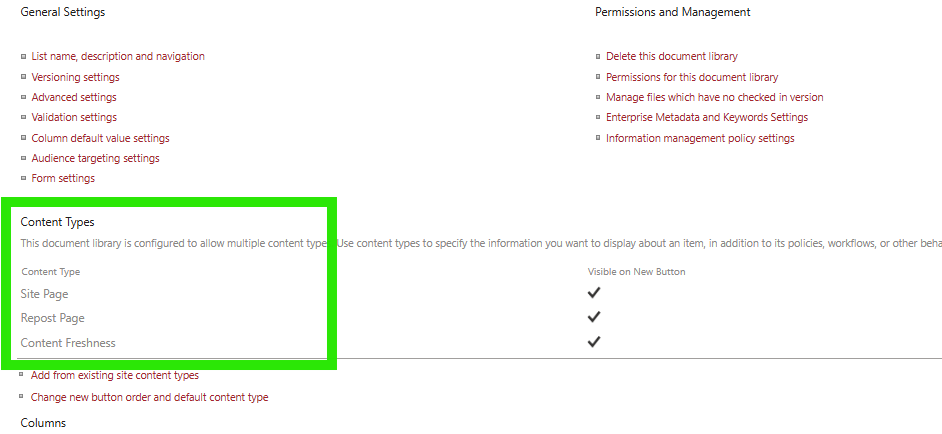 General Settings
Permissions and Management
List name, description and navigation
Delete this document library
Versioning settings
Permissions for this document library
Advanced settings
Manage files which have no checked in version
Validation settings
Enterprise Metadata and Keywords Settings
Column default value settings
Information management policy settings
Audience targeting settings
Form settings
Content Types
This document library is configured to allow multiple content type Use content types to specify the information you want to display about an item, in addition to its policies, workflows, or other beha
Content Type
Visible on New Button
Site Page
Repost Page
Content Freshness
Add from existing site content types
Change new button order and default content type
Columns